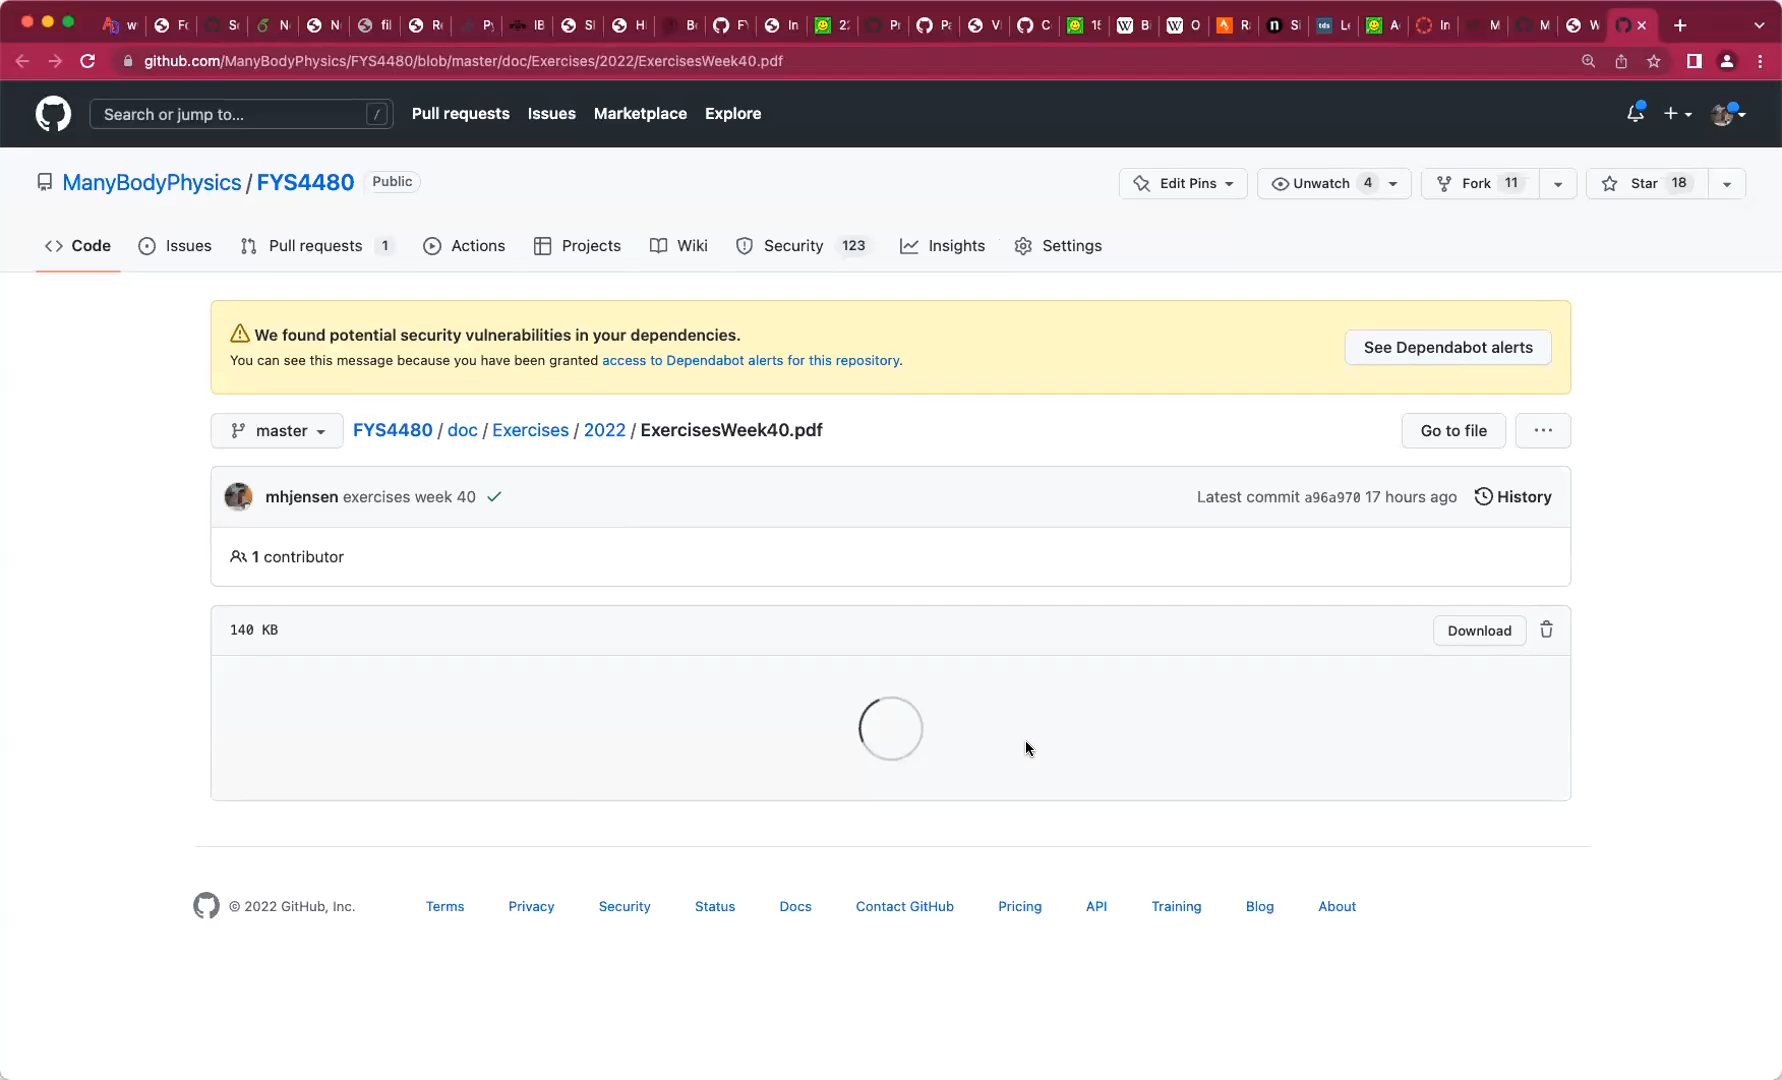 github.com/ManyBodyPhysics/FYS4480/blob/master/doc/Exercises/2022/ExercisesWeek40.pdf
Search or jump to... /
Pull requests Issues Marketplace Explore
ManyBodyPhysics / FYS4480 Public
Edit Pins Unwatch 4 Fork 11 Star 18
Code Issues Pull requests 1 Actions Projects Wiki Security 123 Insights Settings
We found potential security vulnerabilities in your dependencies.
You can see this message because you have been granted access to Dependabot alerts for this repository.
See Dependabot alerts
master FYS4480 / doc / Exercises / 2022 / ExercisesWeek40.pdf
Go to file ...
mhjensen exercises week 40
Latest commit a96a970 17 hours ago History
1 contributor
140 KB
Download
© 2022 GitHub, Inc. Terms Privacy Security Status Docs Contact GitHub Pricing API Training Blog About